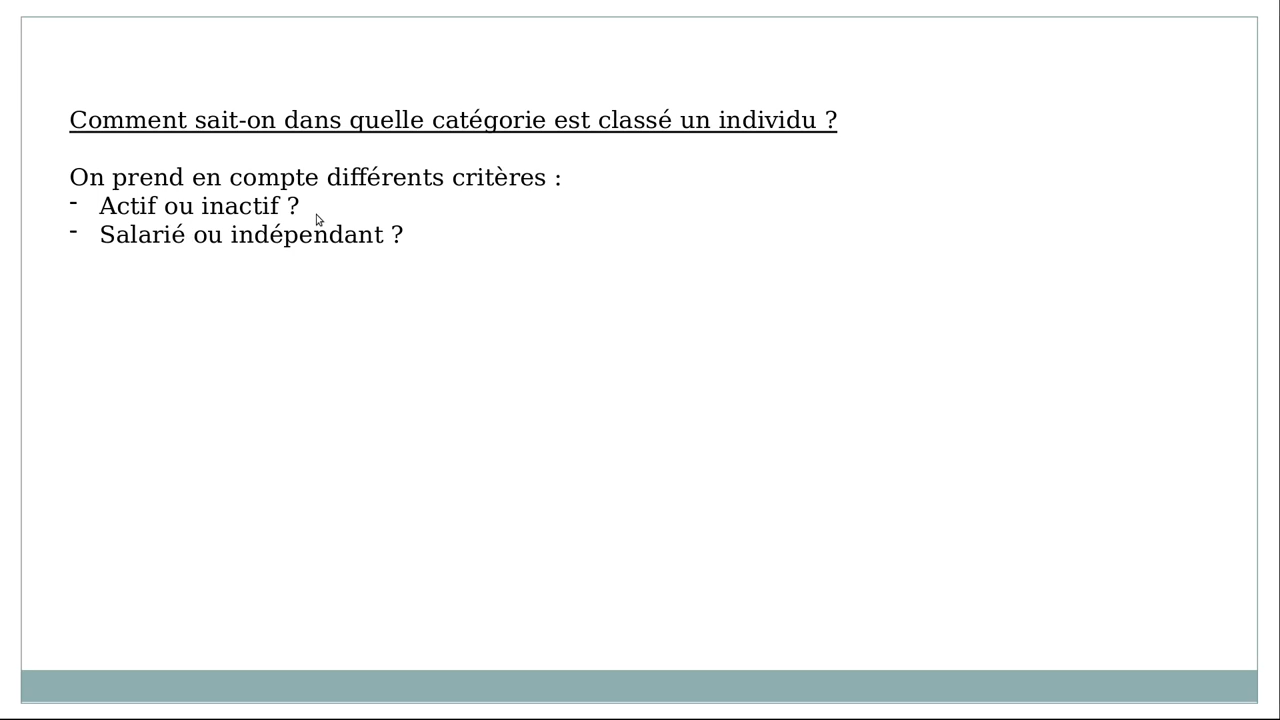 Comment sait-on dans quelle catégorie est classé un individu ?
On prend en compte différents critères :
- Actif ou inactif ?
- Salarié ou indépendant ?